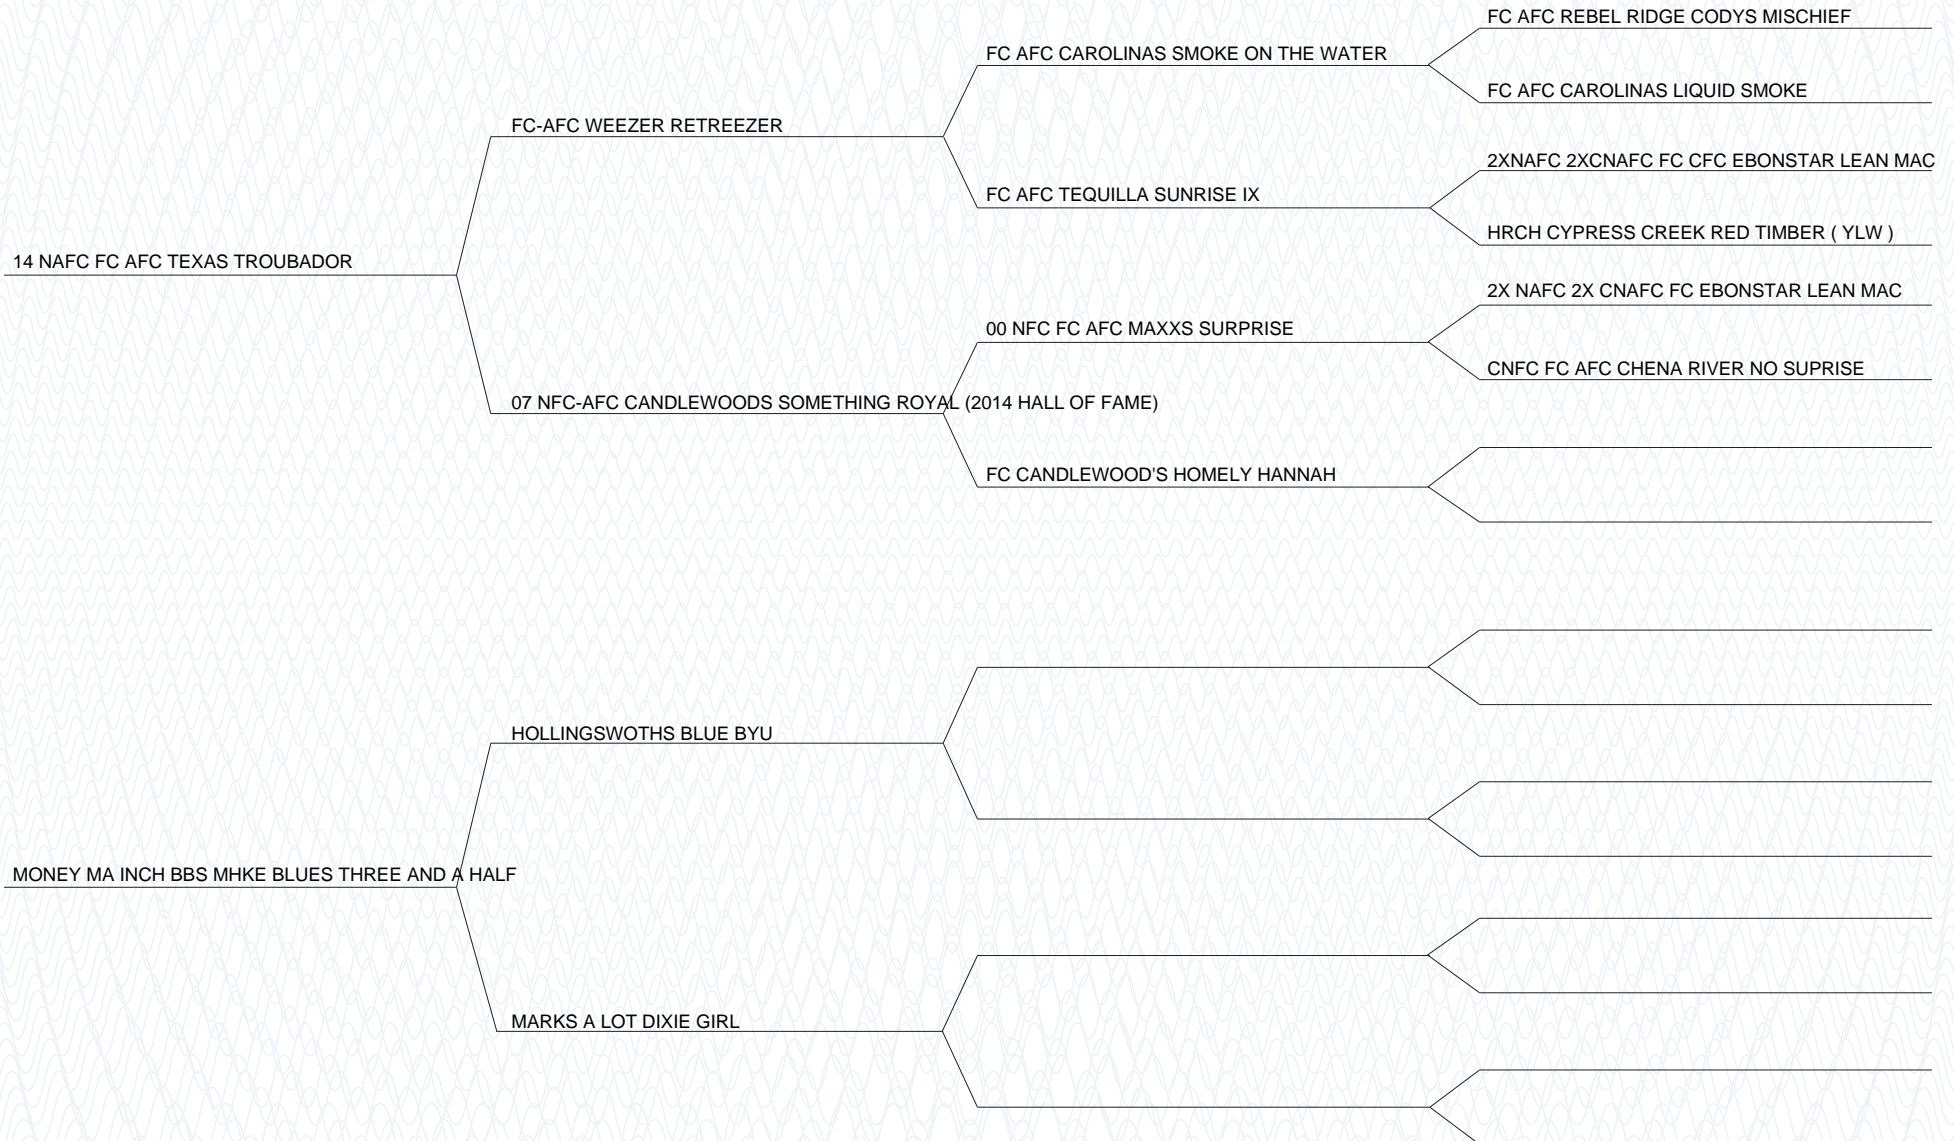 FC AFC REBEL RIDGE CODYS MISCHIEF
FC AFC CAROLINAS SMOKE ON THE WATER
FC AFC CAROLINAS LIQUID SMOKE
FC-AFC WEEZER RETREEZER
2XNAFC 2XCNAFC FC CFC EBONSTAR LEAN MAC
FC AFC TEQUILLA SUNRISE IX
HRCH CYPRESS CREEK RED TIMBER ( YLW )
14 NAFC FC AFC TEXAS TROUBADOR
2X NAFC 2X CNAFC FC EBONSTAR LEAN MAC
00 NFC FC AFC MAXXS SURPRISE
CNFC FC AFC CHENA RIVER NO SUPRISE
07 NFC-AFC CANDLEWOODS SOMETHING ROYAL (2014 HALL OF FAME)
FC CANDLEWOOD'S HOMELY HANNAH
HOLLINGSWOTHS BLUE BYU
MONEY MA INCH BBS MHKE BLUES THREE AND A HALF
MARKS A LOT DIXIE GIRL